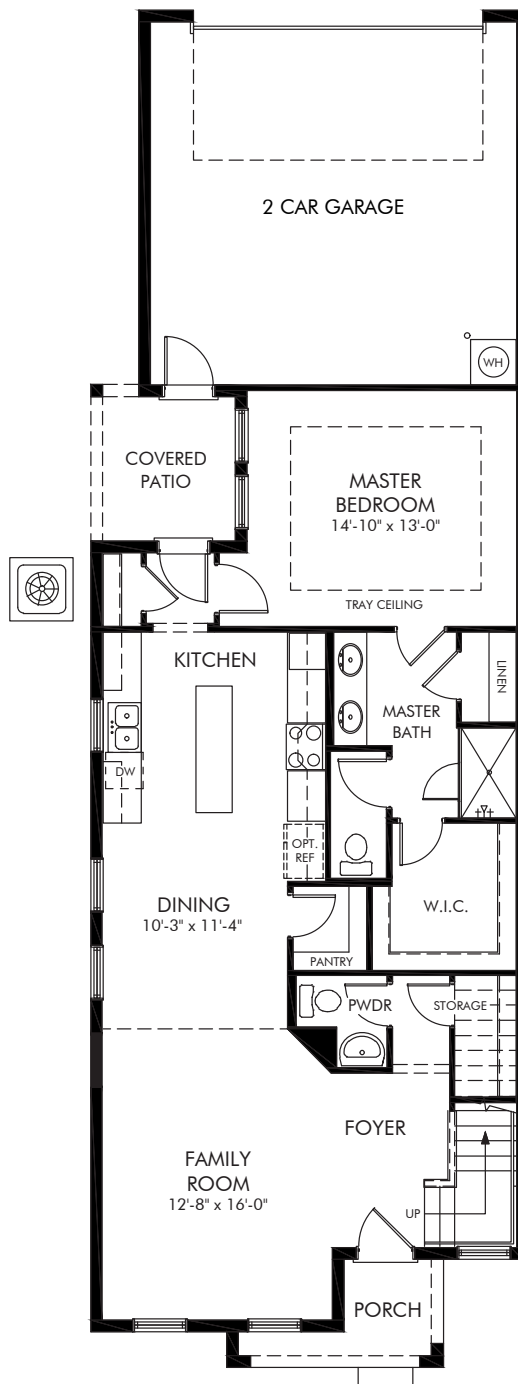 2 CAR GARAGE
WH
COVERED
PATIO
MASTER
BEDROOM
14'-10" x 13'-0"
TRAY CEILING
KITCHEN
LINEN
MASTER
BATH
DW
OPT.
REF
DINING
10'-3" x 11'-4"
W.I.C.
PANTRY
PWDR
STORAGE
FOYER
FAMILY
ROOM
12'-8" x 16'-0"
UP
PORCH